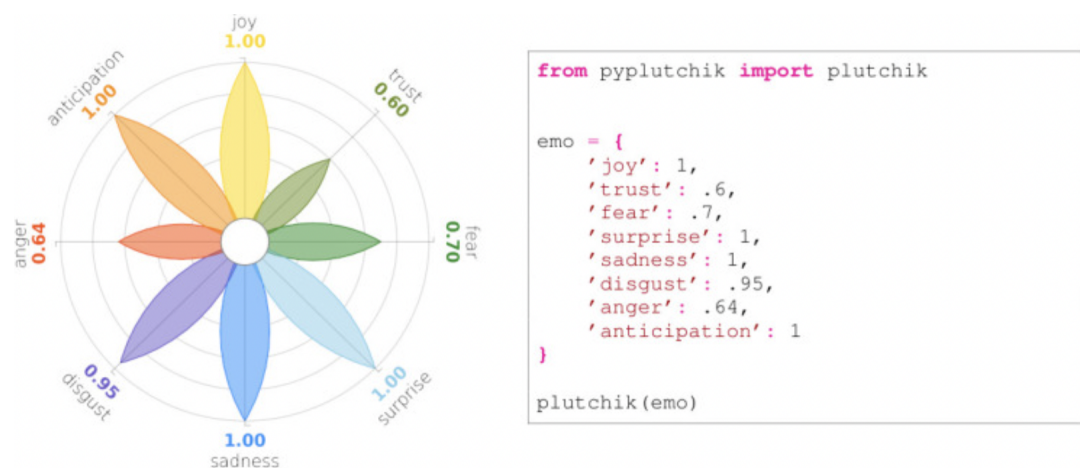 joy
1.00
trust
0.60
fear
0.70
surprise
1.00
sadness
1.00
disgust
0.95
anger
0.64
anticipation
1.00
from pyplutchik import plutchik
emo = {
’joy’: 1,
’trust’: .6,
’fear’: .7,
’surprise’: 1,
’sadness’: 1,
’disgust’: .95,
’anger’: .64,
’anticipation’: 1
}
plutchik(emo)